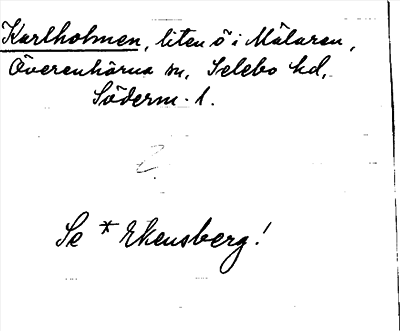 Karlholmen, liten ö i Mälaren,
Överenhörna sn, Selebo hd,
Söderm. l.
Se * Ekensberg!